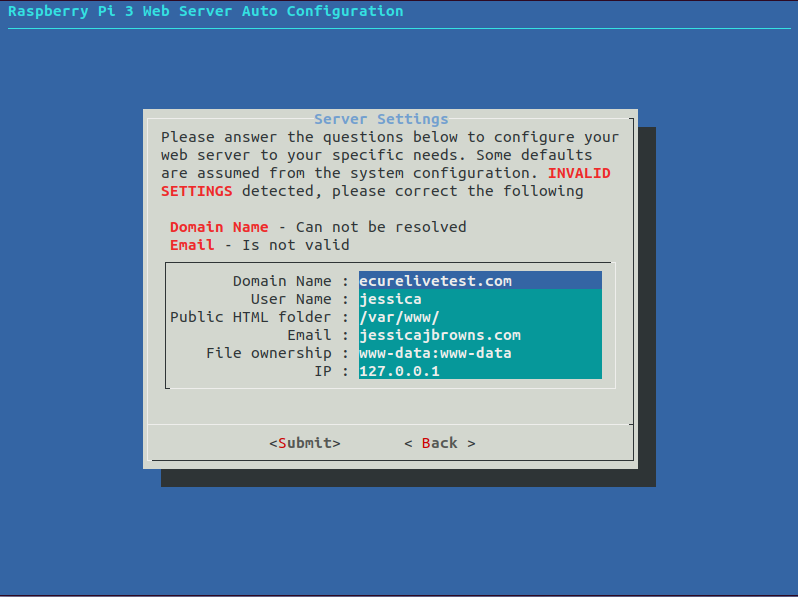 Raspberry Pi 3 Web Server Auto Configuration
Server Settings
Please answer the questions below to configure your
web server to your specific needs. Some defaults
are assumed from the system configuration. INVALID
SETTINGS detected, please correct the following
Domain Name - Can not be resolved
Email - Is not valid
Domain Name : ecurelivetest.com
User Name : jessica
Public HTML folder : /var/www/
Email : jessicajbrowns.com
File ownership : www-data:www-data
IP : 127.0.0.1
<Submit> < Back >